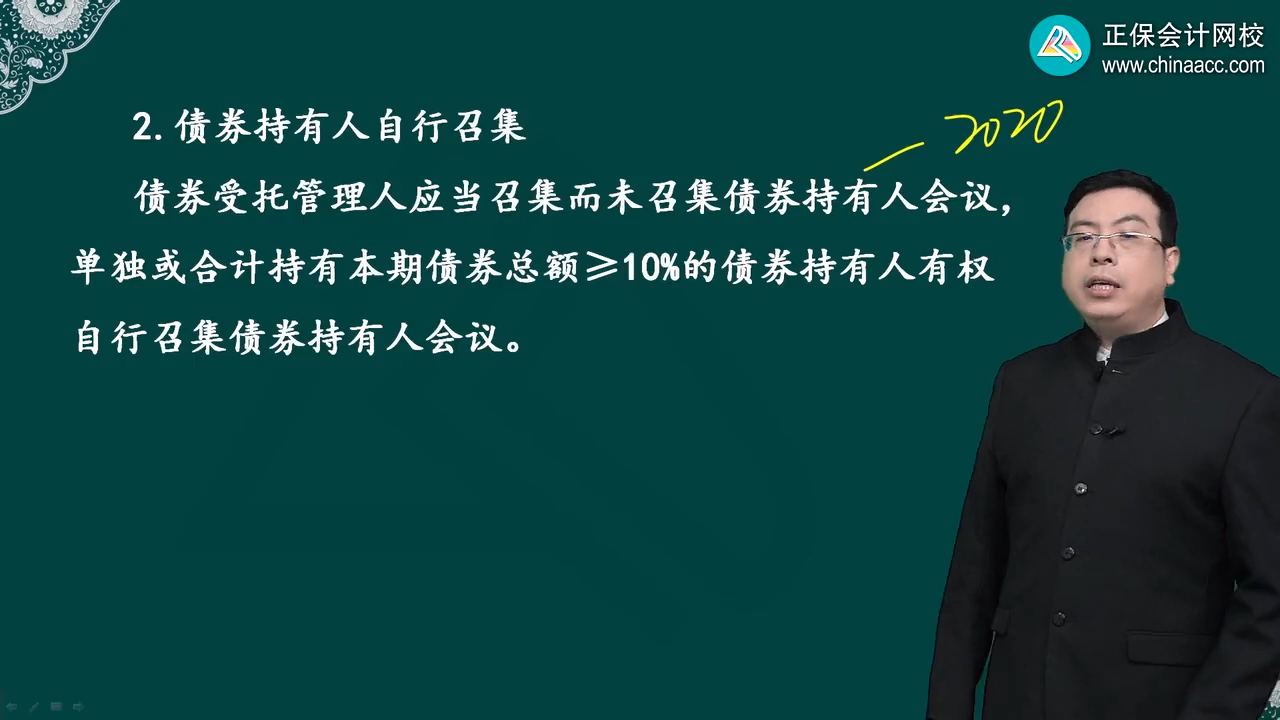 正保会计网校
www.chinaacc.com
2.债券持有人自行召集
2020
债券受托管理人应当召集而未召集债券持有人会议，
单独或合计持有本期债券总额≥10%的债券持有人有权
自行召集债券持有人会议。